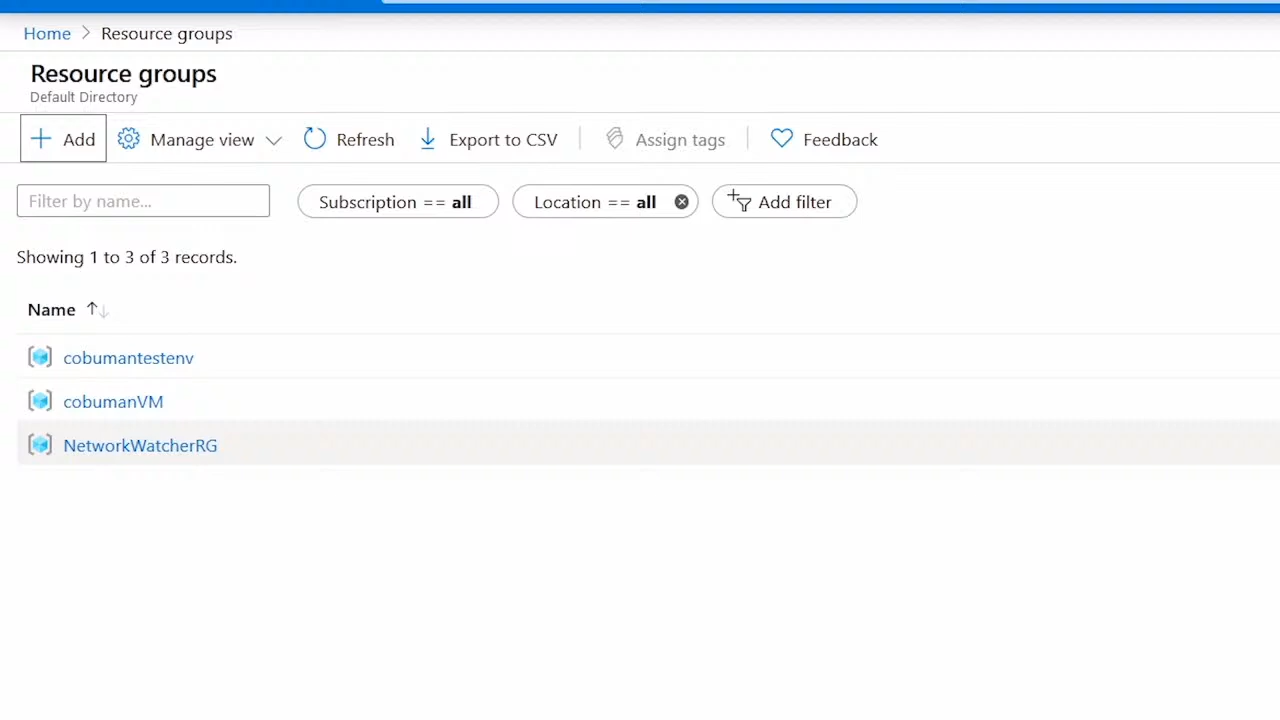 Home > Resource groups
Resource groups
Default Directory
+ Add Manage view Refresh Export to CSV Assign tags Feedback
Filter by name... Subscription == all Location == all Add filter
Showing 1 to 3 of 3 records.
Name ↑↓
cobumantestenv
cobumanVM
NetworkWatcherRG